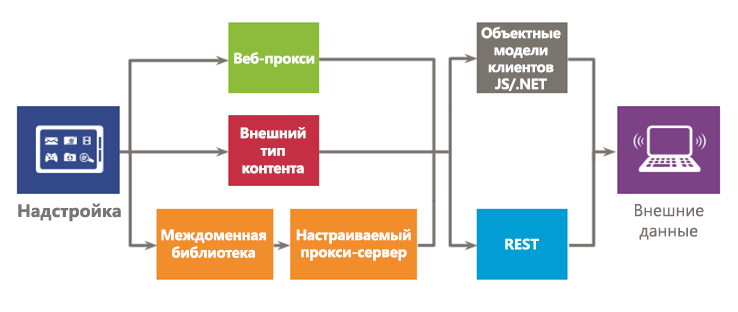 Надстройка
Веб-прокси
Внешний
тип
контента
Междоменная
библиотека
Настраиваемый
прокси-сервер
Объектные
модели
клиентов
JS/.NET
REST
Внешние
данные